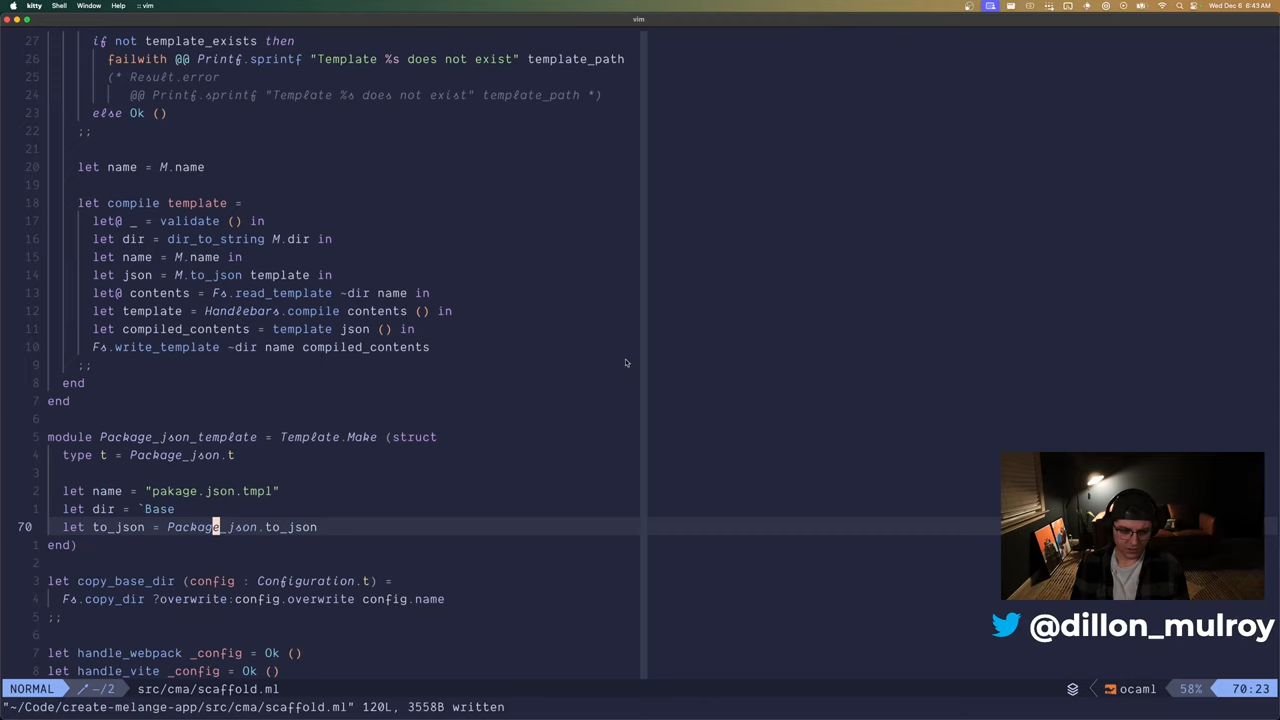 kitty Shell Window Help :: vim Wed Dec 6 8:43 AM
vim
27 if not template_exists then
26 failwith @@ Printf.sprintf "Template %s does not exist" template_path
25 (* Result.error
24 @@ Printf.sprintf "Template %s does not exist" template_path *)
23 else Ok ()
22 ;;
21
20 let name = M.name
19
18 let compile template =
17 let@ _ = validate () in
16 let dir = dir_to_string M.dir in
15 let name = M.name in
14 let json = M.to_json template in
13 let@ contents = Fs.read_template ~dir name in
12 let template = Handlebars.compile contents () in
11 let compiled_contents = template json () in
10 Fs.write_template ~dir name compiled_contents
9 ;;
8 end
7 end
6
5 module Package_json_template = Template.Make (struct
4 type t = Package_json.t
3
2 let name = "pakage.json.tmpl"
1 let dir = `Base
70 let to_json = Package_json.to_json
1 end)
2
3 let copy_base_dir (config : Configuration.t) =
4 Fs.copy_dir ?overwrite:config.overwrite config.name
5 ;;
6
7 let handle_webpack _config = Ok ()
8 let handle_vite _config = Ok ()
@dillon_mulroy
NORMAL ~/2 src/cma/scaffold.ml ocaml 58% 70:23
"~/Code/create-melange-app/src/cma/scaffold.ml" 120L, 3558B written